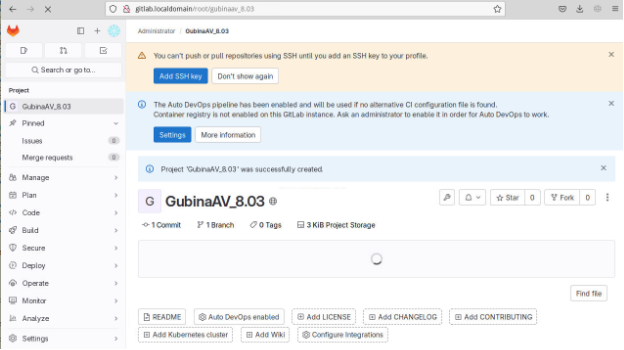 gitlab.localdomain/root/gubinaav_8.03
Administrator / GubinaAV_8.03
Search or go to...
You can't push or pull repositories using SSH until you add an SSH key to your profile.
Add SSH key Don't show again
Project
G GubinaAV_8.03
Pinned
Issues 0
Merge requests 0
Manage
Plan
Code
Build
Secure
Deploy
Operate
Monitor
Analyze
Settings
The Auto DevOps pipeline has been enabled and will be used if no alternative CI configuration file is found.
Container registry is not enabled on this GitLab instance. Ask an administrator to enable it in order for Auto DevOps to work.
Settings More information
Project 'GubinaAV_8.03' was successfully created.
G GubinaAV_8.03
Star 0 Fork 0
1 Commit 1 Branch 0 Tags 3 KiB Project Storage
Find file
README Auto DevOps enabled Add LICENSE Add CHANGELOG Add CONTRIBUTING
Add Kubernetes cluster Add Wiki Configure Integrations